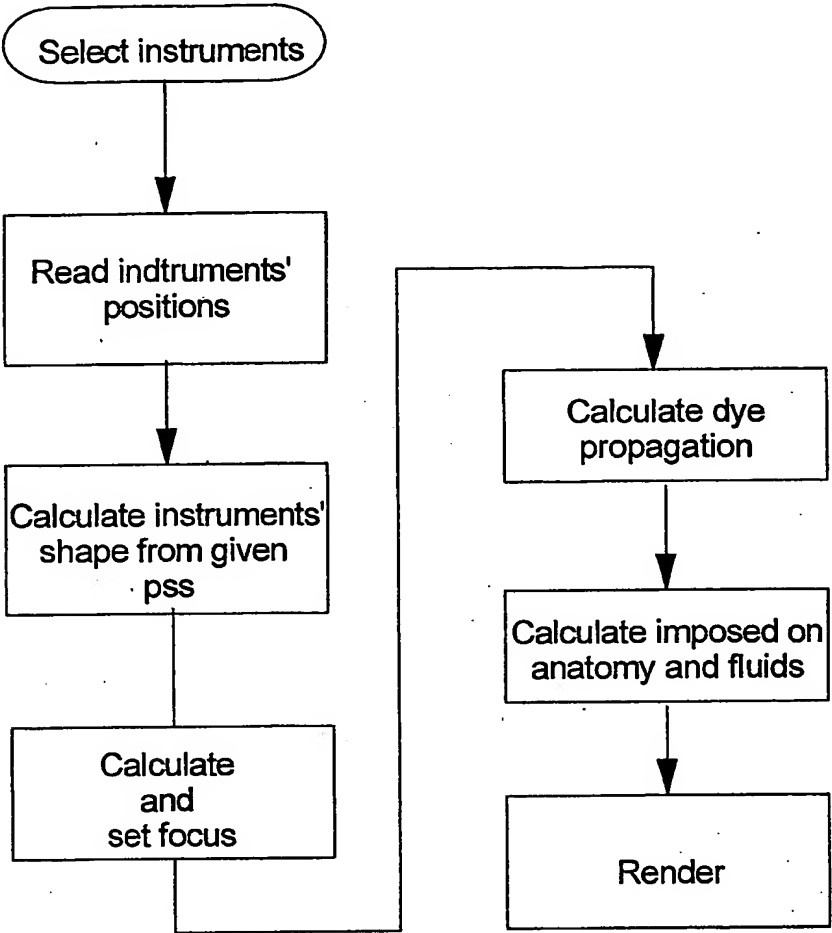 Select instruments
Read indtruments'
positions
Calculate instruments'
shape from given
pss
Calculate
and
set focus
Calculate dye
propagation
Calculate imposed on
anatomy and fluids
Render